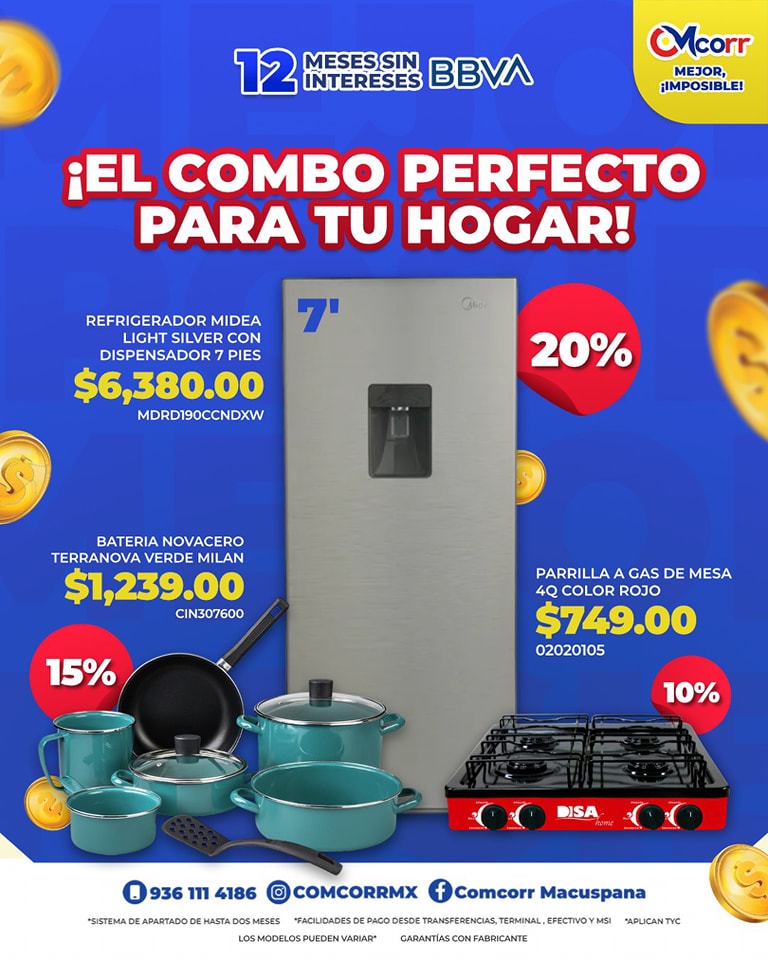 12 MESES SIN INTERESES BBVA
COMcorr
MEJOR,
¡IMPOSIBLE!
¡EL COMBO PERFECTO
PARA TU HOGAR!
7'
Midea
REFRIGERADOR MIDEA
LIGHT SILVER CON
DISPENSADOR 7 PIES
$6,380.00
MDRD190CCNDXW
20%
BATERIA NOVACERO
TERRANOVA VERDE MILAN
$1,239.00
CIN307600
15%
PARRILLA A GAS DE MESA
4Q COLOR ROJO
$749.00
02020105
10%
DISA
home
936 111 4186 COMCORRMX Comcorr Macuspana
*SISTEMA DE APARTADO DE HASTA DOS MESES *FACILIDADES DE PAGO DESDE TRANSFERENCIAS, TERMINAL , EFECTIVO Y MSI *APLICAN TYC
LOS MODELOS PUEDEN VARIAR* GARANTÍAS CON FABRICANTE